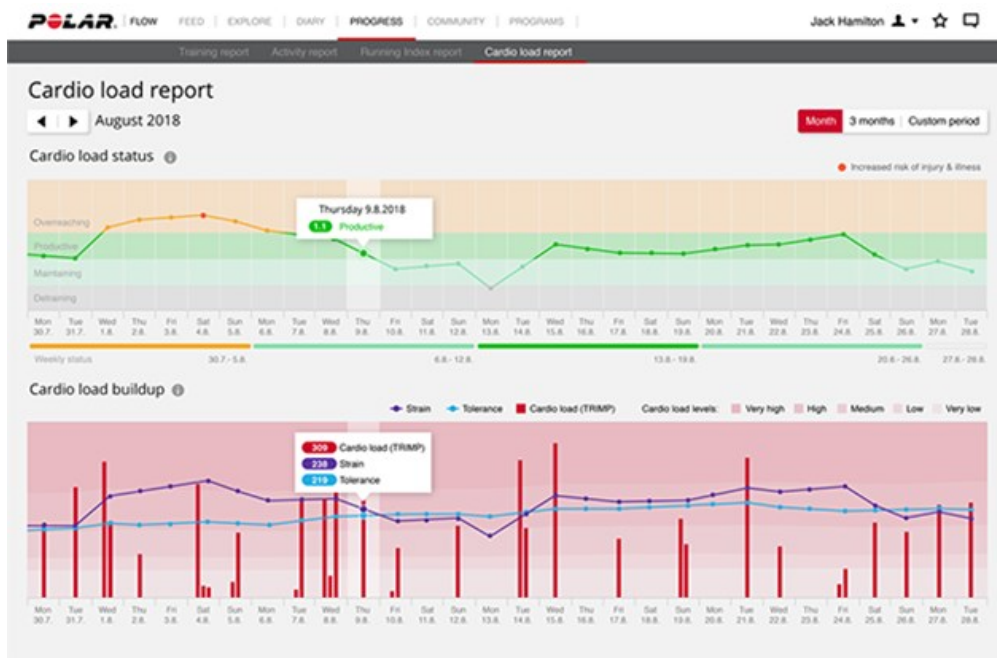 POLAR. FLOW FEED EXPLORE DIARY PROGRESS COMMUNITY PROGRAMS Jack Hamilton
Training report Activity report Running Index report Cardio load report
Cardio load report
August 2018 Month 3 months Custom period
Cardio load status
Increased risk of injury & illness
Thursday 9.8.2018
1.1 Productive
Overreaching
Productive
Maintaining
Detraining
Mon Tue Wed Thu Fri Sat Sun Mon Tue Wed Thu Fri Sat Sun Mon Tue Wed Thu Fri Sat Sun Mon Tue Wed Thu Fri Sat Sun Mon Tue
30.7. 31.7. 1.8. 2.8. 3.8. 4.8. 5.8. 6.8. 7.8. 8.8. 9.8. 10.8. 11.8. 12.8. 13.8. 14.8. 15.8. 16.8. 17.8. 18.8. 19.8. 20.8. 21.8. 22.8. 23.8. 24.8. 25.8. 26.8. 27.8. 28.8.
Weekly status 30.7.- 5.8. 6.8.- 12.8. 13.8.- 19.8. 20.8.- 26.8. 27.8.- 28.8.
Cardio load buildup
Strain Tolerance Cardio load (TRIMP) Cardio load levels: Very high High Medium Low Very low
309 Cardio load (TRIMP)
238 Strain
219 Tolerance
Mon Tue Wed Thu Fri Sat Sun Mon Tue Wed Thu Fri Sat Sun Mon Tue Wed Thu Fri Sat Sun Mon Tue Wed Thu Fri Sat Sun Mon Tue
30.7. 31.7. 1.8. 2.8. 3.8. 4.8. 5.8. 6.8. 7.8. 8.8. 9.8. 10.8. 11.8. 12.8. 13.8. 14.8. 15.8. 16.8. 17.8. 18.8. 19.8. 20.8. 21.8. 22.8. 23.8. 24.8. 25.8. 26.8. 27.8. 28.8.